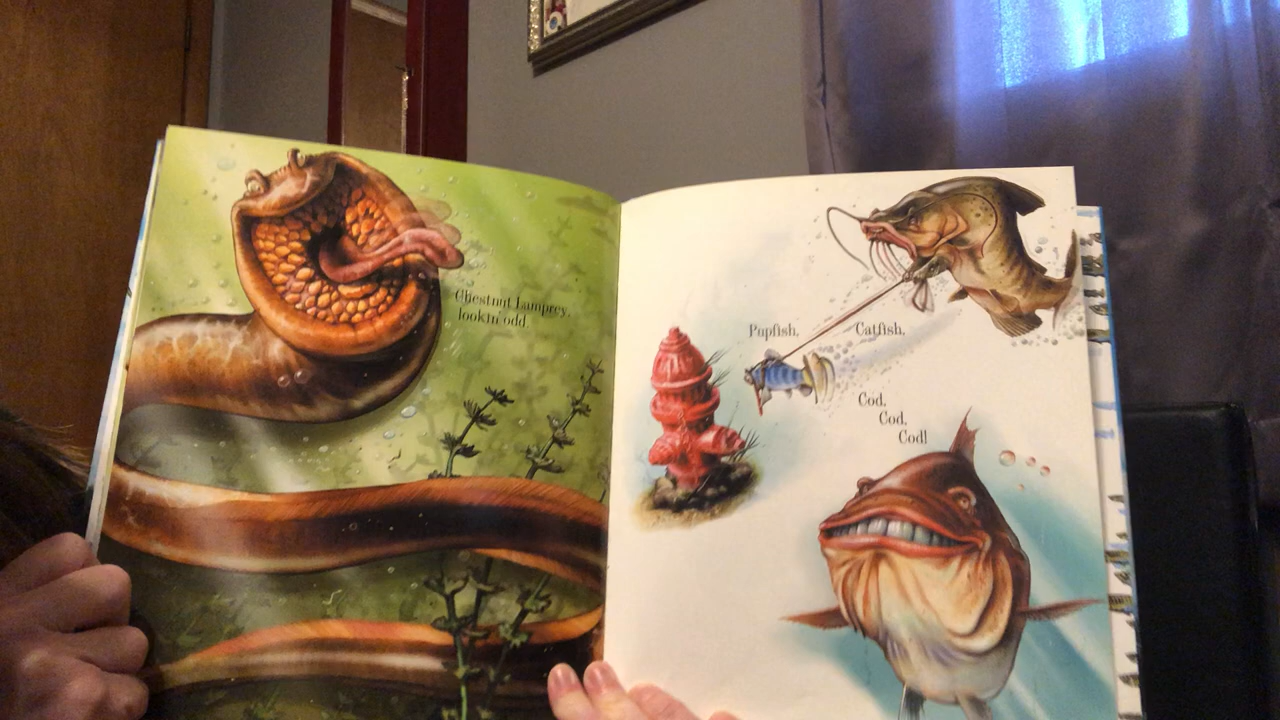 Chestnut Lamprey,
lookin' odd.
Pupfish,
Catfish,
Cod,
Cod,
Cod!